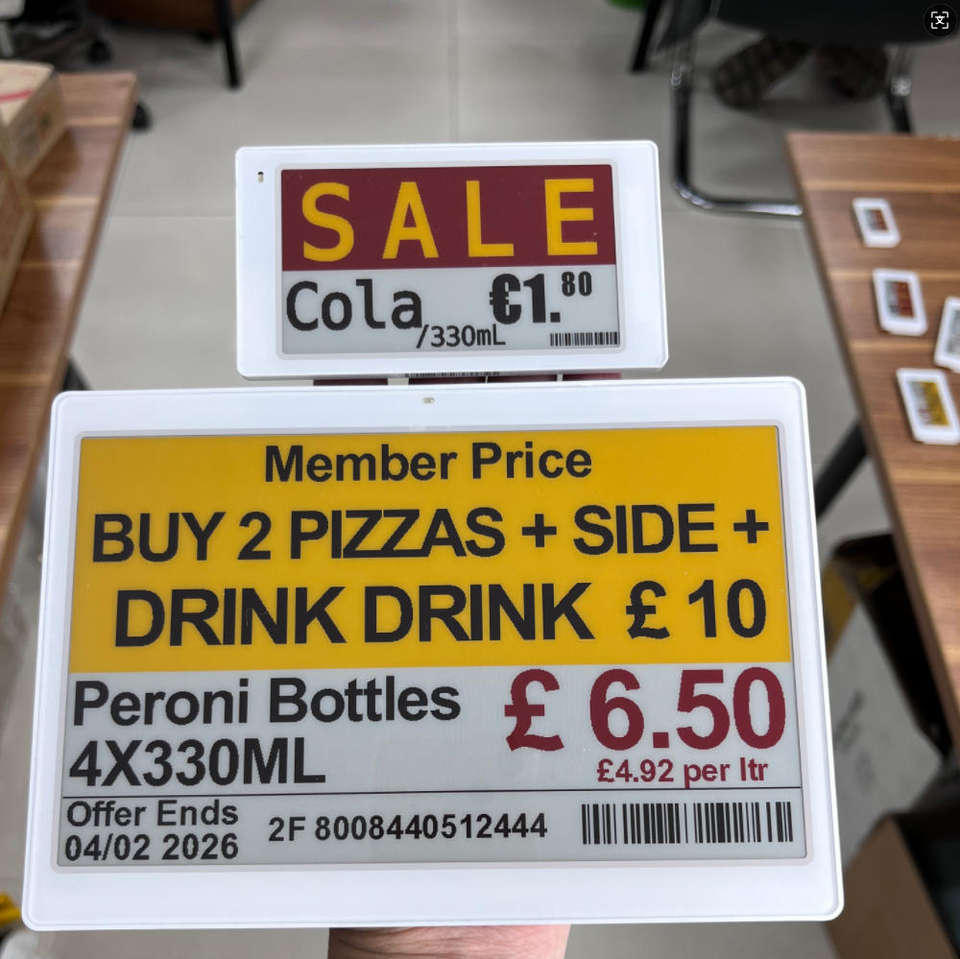 SALE
Cola /330mL €1.80
Member Price
BUY 2 PIZZAS + SIDE +
DRINK DRINK £ 10
Peroni Bottles £ 6.50
4X330ML £4.92 per ltr
Offer Ends
04/02 2026 2F 8008440512444